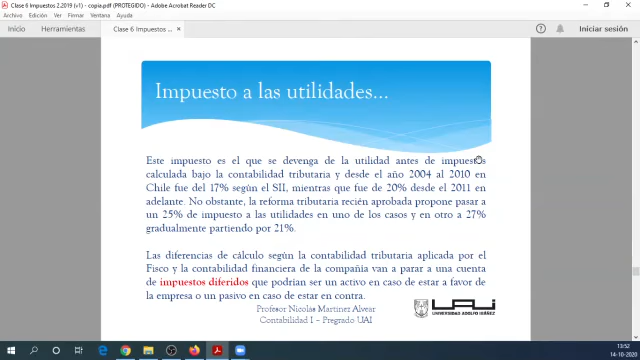 Clase 6 Impuestos 2.2019 (v1) - copia.pdf (PROTEGIDO) - Adobe Acrobat Reader DC
Archivo Edición Ver Firmar Ventana Ayuda
Inicio Herramientas Clase 6 Impuestos ... × Iniciar sesión
Impuesto a las utilidades...
Este impuesto es el que se devenga de la utilidad antes de impuestos
calculada bajo la contabilidad tributaria y desde el año 2004 al 2010 en
Chile fue del 17% según el SII, mientras que fue de 20% desde el 2011 en
adelante. No obstante, la reforma tributaria recién aprobada propone pasar a
un 25% de impuesto a las utilidades en uno de los casos y en otro a 27%
gradualmente partiendo por 21%.
Las diferencias de cálculo según la contabilidad tributaria aplicada por el
Fisco y la contabilidad financiera de la compañía van a parar a una cuenta
de impuestos diferidos que podrían ser un activo en caso de estar a favor de
la empresa o un pasivo en caso de estar en contra.
Profesor Nicolás Martínez Alvear
Contabilidad I – Pregrado UAI
UAI
UNIVERSIDAD ADOLFO IBÁÑEZ
13:52
14-10-2020